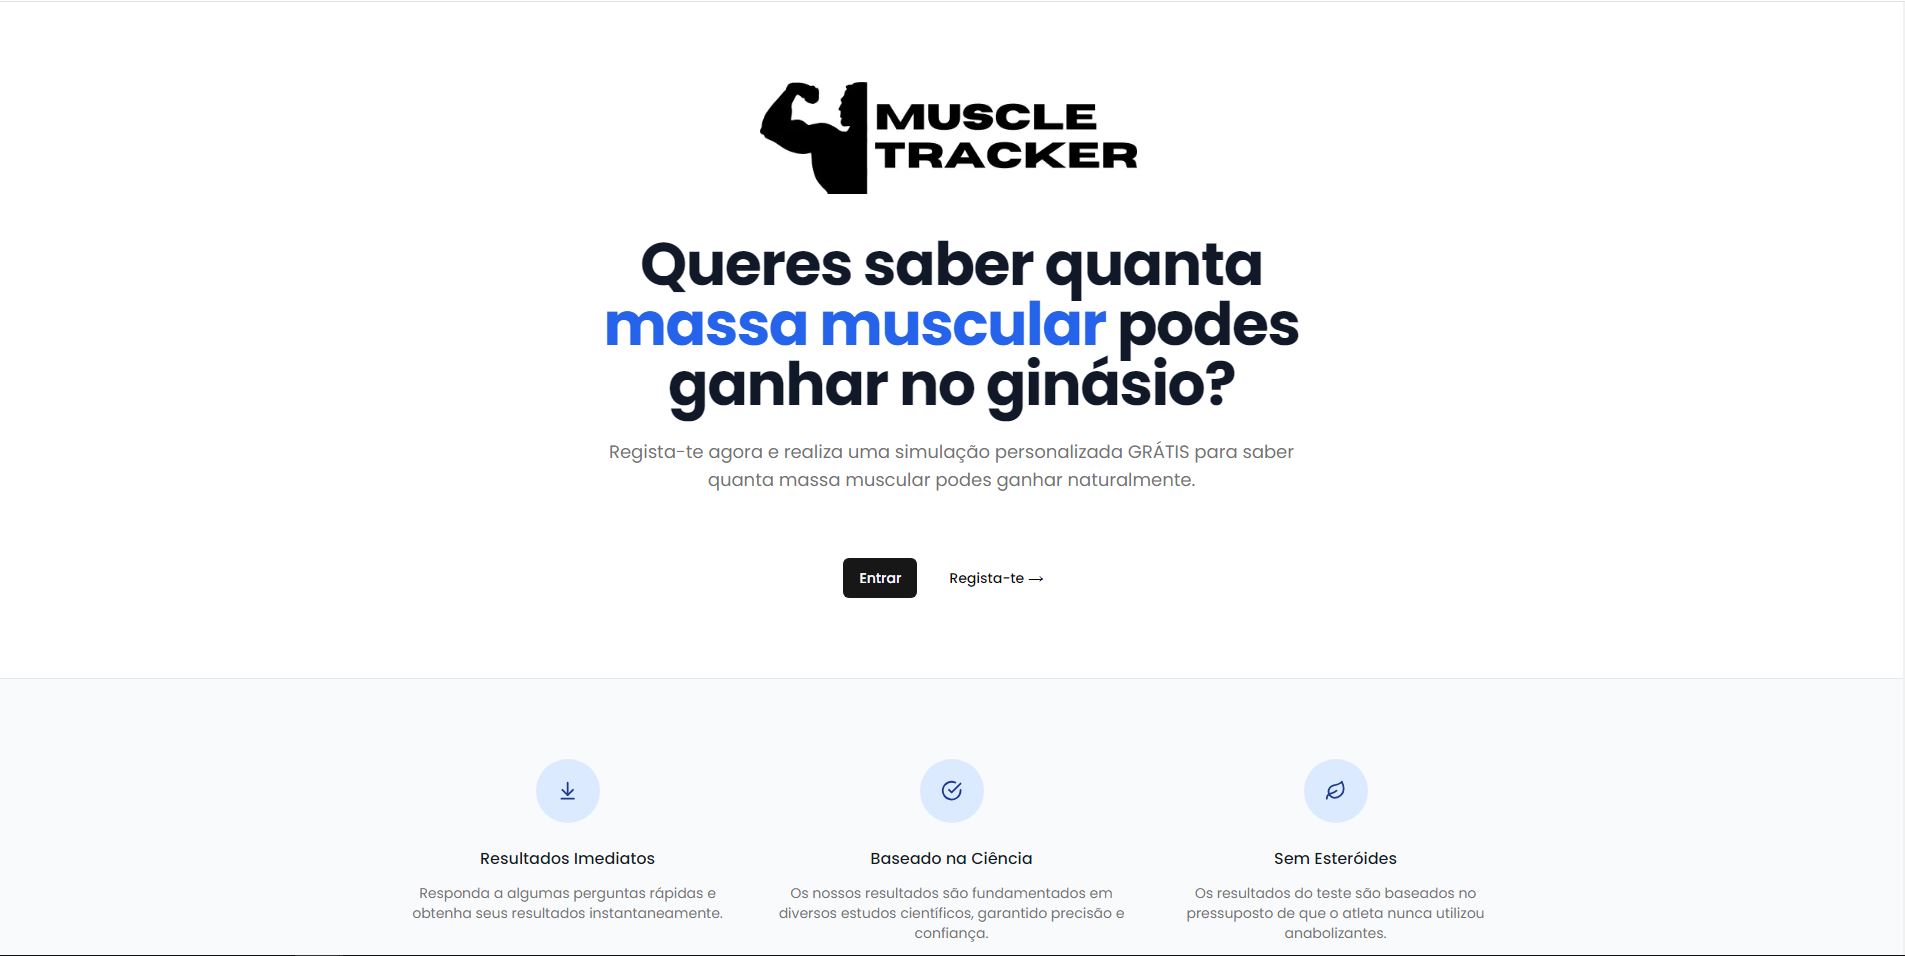 MUSCLE
TRACKER
Queres saber quanta
massa muscular podes
ganhar no ginásio?
Regista-te agora e realiza uma simulação personalizada GRÁTIS para saber
quanta massa muscular podes ganhar naturalmente.
Entrar
Regista-te →
Resultados Imediatos
Responda a algumas perguntas rápidas e
obtenha seus resultados instantaneamente.
Baseado na Ciência
Os nossos resultados são fundamentados em
diversos estudos científicos, garantido precisão e
confiança.
Sem Esteróides
Os resultados do teste são baseados no
pressuposto de que o atleta nunca utilizou
anabolizantes.